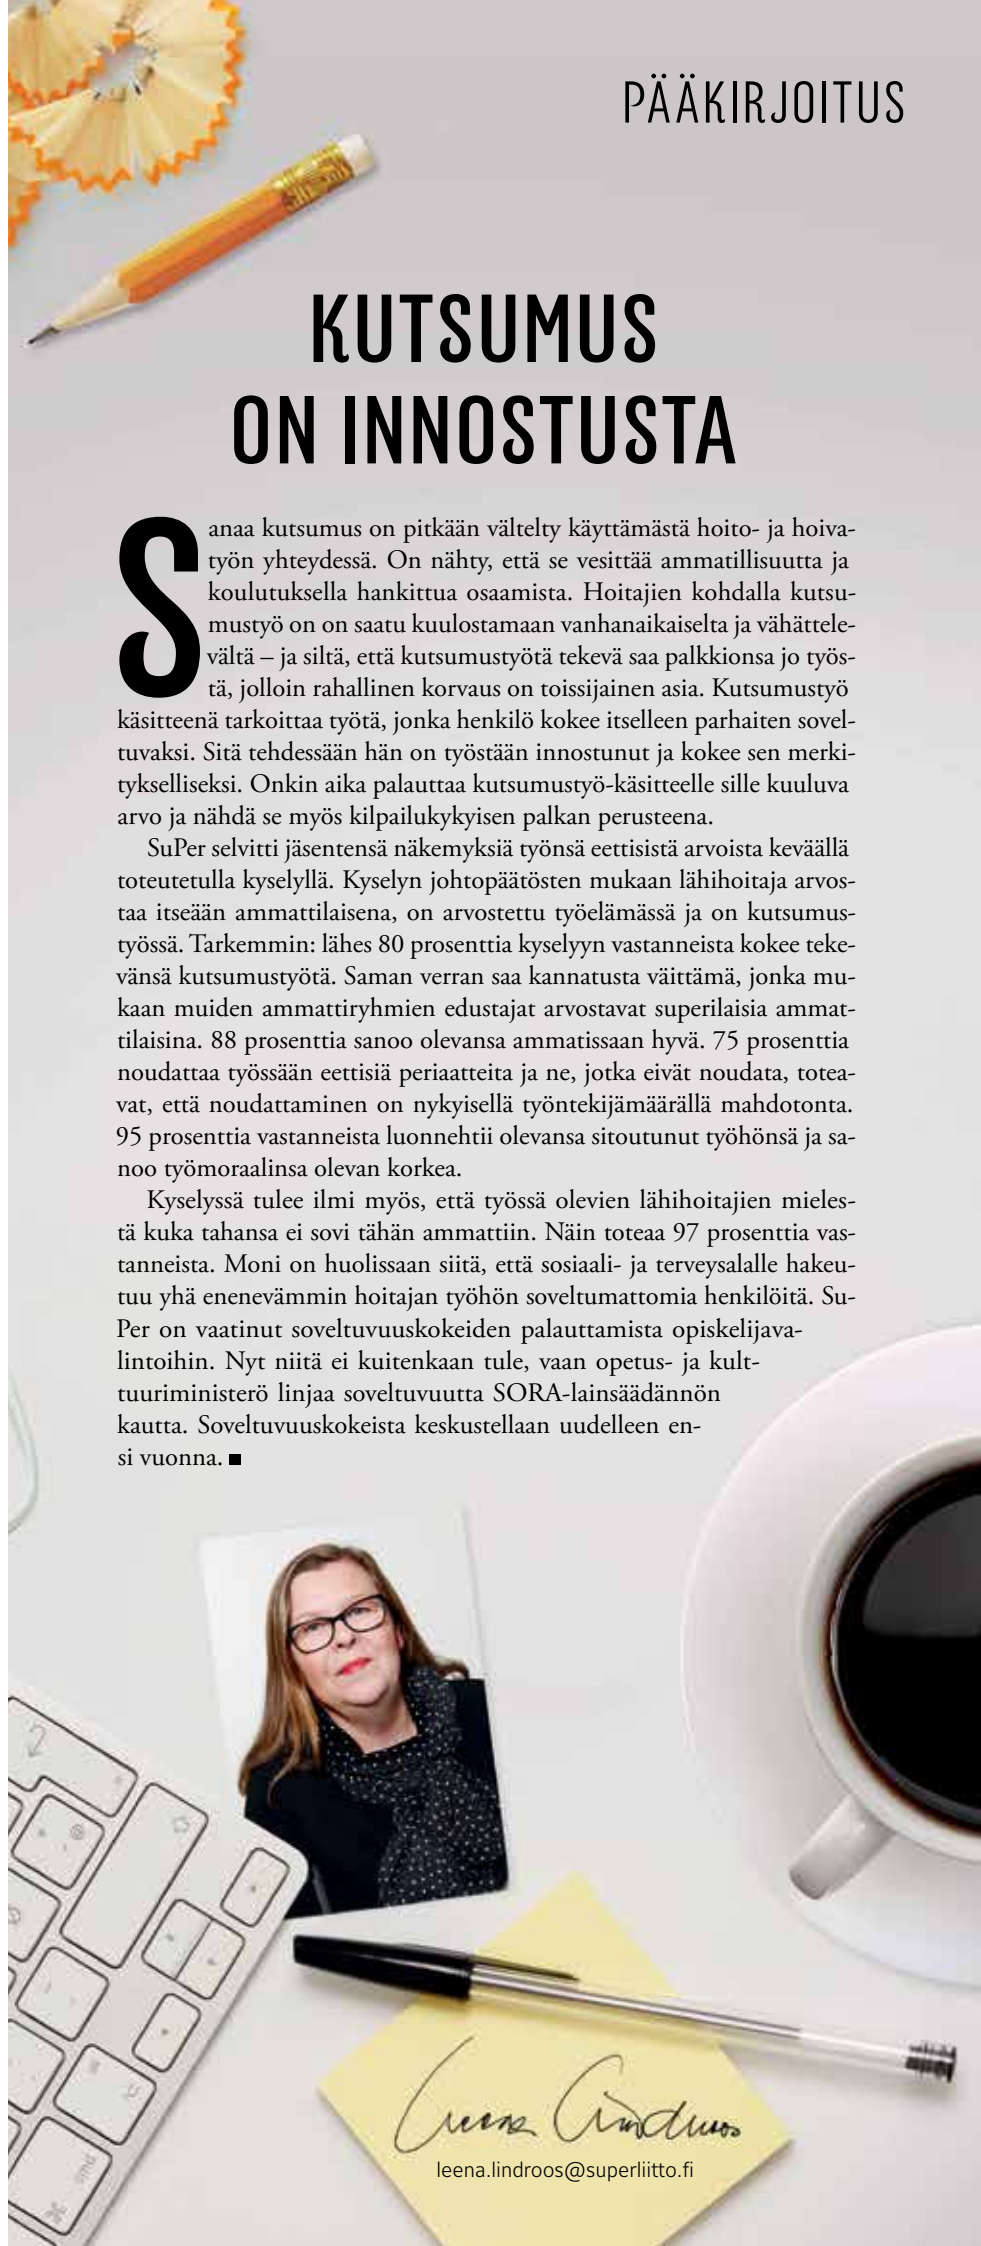 PÄÄKIRJOITUS
KUTSUMUS
ON INNOSTUSTA
Sanaa kutsumus on pitkään vältelty käyttämästä hoito- ja hoiva-
työn yhteydessä. On nähty, että se vesittää ammatillisuutta ja
koulutuksella hankittua osaamista. Hoitajien kohdalla kutsu-
mustyö on on saatu kuulostamaan vanhanaikaiselta ja vähättele-
vältä – ja siltä, että kutsumustyötä tekevä saa palkkionsa jo työs-
tä, jolloin rahallinen korvaus on toissijainen asia. Kutsumustyö
käsitteenä tarkoittaa työtä, jonka henkilö kokee itselleen parhaiten sovel-
tuvaksi. Sitä tehdessään hän on työstään innostunut ja kokee sen merki-
tykselliseksi. Onkin aika palauttaa kutsumustyö-käsitteelle sille kuuluva
arvo ja nähdä se myös kilpailukykyisen palkan perusteena.
SuPer selvitti jäsentensä näkemyksiä työnsä eettisistä arvoista keväällä
toteutetulla kyselyllä. Kyselyn johtopäätösten mukaan lähihoitaja arvos-
taa itseään ammattilaisena, on arvostettu työelämässä ja on kutsumus-
työssä. Tarkemmin: lähes 80 prosenttia kyselyyn vastanneista kokee teke-
vänsä kutsumustyötä. Saman verran saa kannatusta väittämä, jonka mu-
kaan muiden ammattiryhmien edustajat arvostavat superilaisia ammat-
tilaisina. 88 prosenttia sanoo olevansa ammatissaan hyvä. 75 prosenttia
noudattaa työssään eettisiä periaatteita ja ne, jotka eivät noudata, totea-
vat, että noudattaminen on nykyisellä työntekijämäärällä mahdotonta.
95 prosenttia vastanneista luonnehtii olevansa sitoutunut työhönsä ja sa-
noo työmoraalinsa olevan korkea.
Kyselyssä tulee ilmi myös, että työssä olevien lähihoitajien mieles-
tä kuka tahansa ei sovi tähän ammattiin. Näin toteaa 97 prosenttia vas-
tanneista. Moni on huolissaan siitä, että sosiaali- ja terveysalalle hakeu-
tuu yhä enenevämmin hoitajan työhön soveltumattomia henkilöitä. Su-
Per on vaatinut soveltuvuuskokeiden palauttamista opiskelijava-
lintoihin. Nyt niitä ei kuitenkaan tule, vaan opetus- ja kult-
tuuriministerö linjaa soveltuvuutta SORA-lainsäädännön
kautta. Soveltuvuuskokeista keskustellaan uudelleen en-
si vuonna. ■
Leena Lindroos
leena.lindroos@superliitto.fi
cmd
⌘